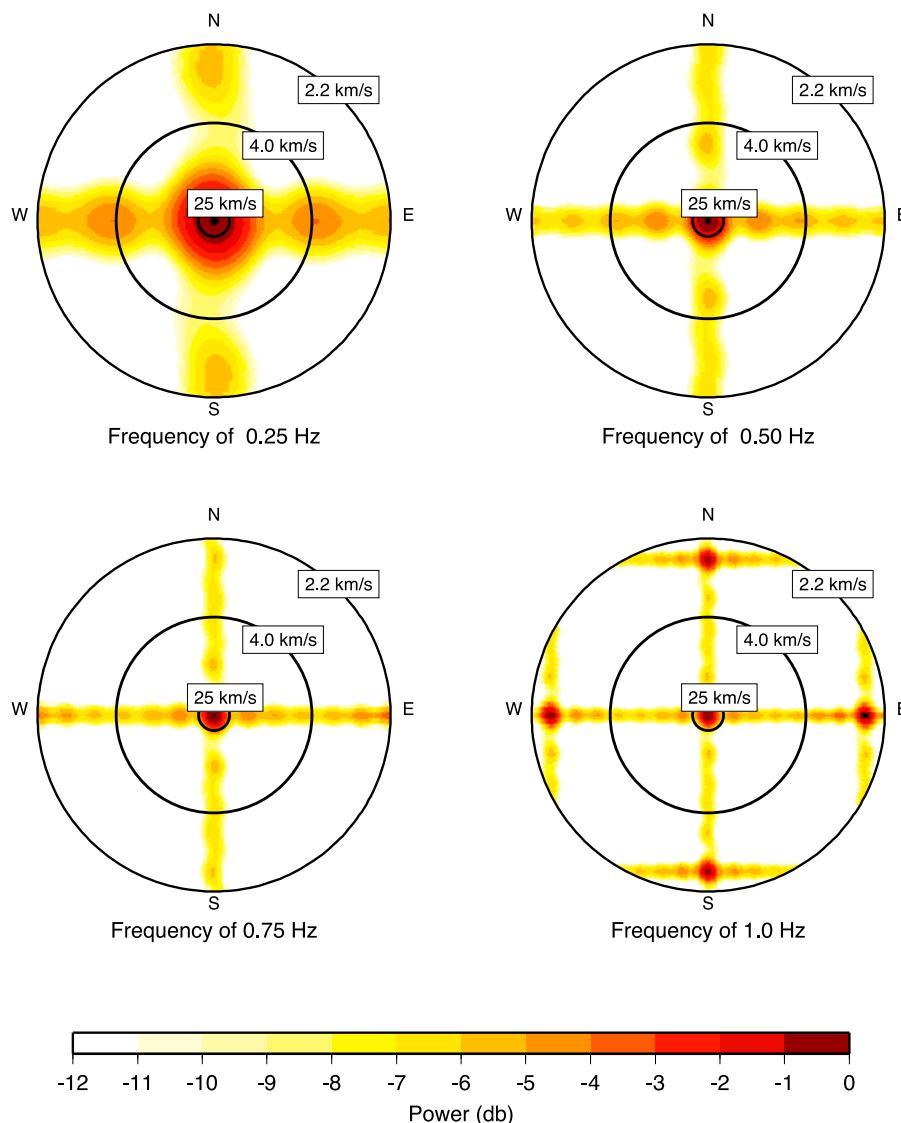 N N
2.2 km/s 2.2 km/s
4.0 km/s 4.0 km/s
25 km/s 25 km/s
W E W E
S S
Frequency of 0.25 Hz Frequency of 0.50 Hz
N N
2.2 km/s 2.2 km/s
4.0 km/s 4.0 km/s
25 km/s 25 km/s
W E W E
S S
Frequency of 0.75 Hz Frequency of 1.0 Hz
-12 -11 -10 -9 -8 -7 -6 -5 -4 -3 -2 -1 0
Power (db)